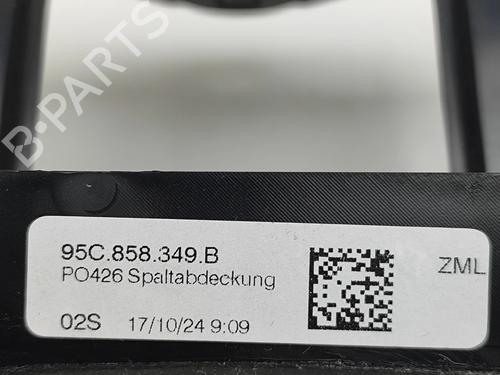 B-PARTS
95C.858.349.B
PO426 Spaltabdeckung
ZML
02S 17/10/24 9:09